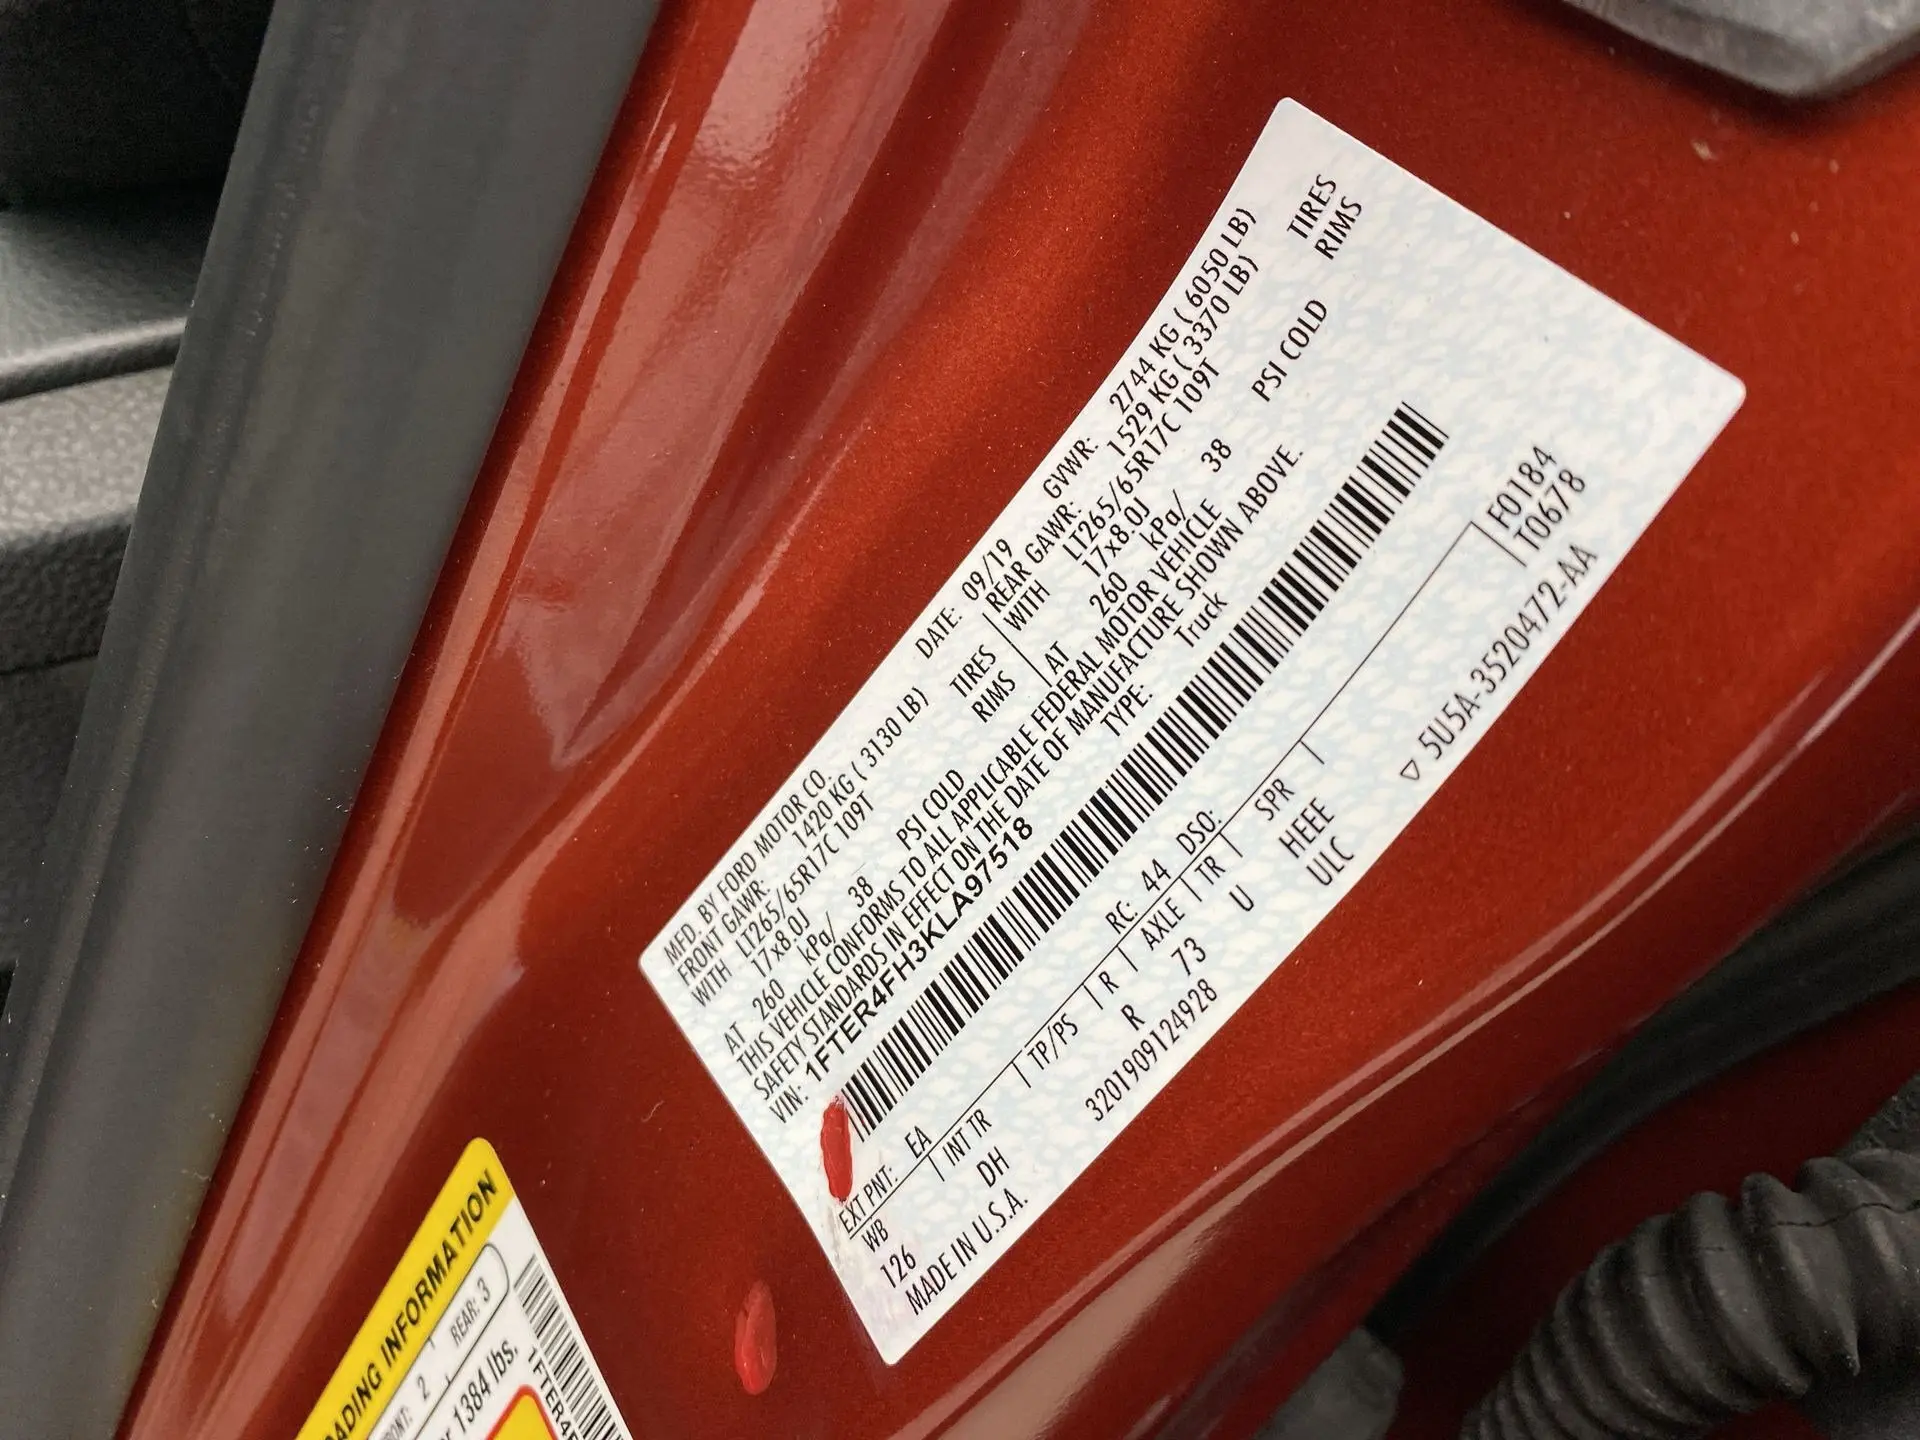 MFD. BY FORD MOTOR CO. DATE: 09/19 GVWR: 2744 KG ( 6050 LB)
FRONT GAWR: 1420 KG ( 3130 LB) REAR GAWR: 1529 KG ( 3370 LB)
WITH LT265/65R17C 109T TIRES WITH LT265/65R17C 109T TIRES
17x8.0J RIMS 17x8.0J RIMS
AT 260 kPa/ 38 PSI COLD AT 260 kPa/ 38 PSI COLD
THIS VEHICLE CONFORMS TO ALL APPLICABLE FEDERAL MOTOR VEHICLE
SAFETY STANDARDS IN EFFECT ON THE DATE OF MANUFACTURE SHOWN ABOVE.
VIN: 1FTER4FH3KLA97518 TYPE: Truck
EXT PNT: EA RC: 44 DSO: F0184
WB INT TR TP/PS R AXLE TR SPR T0678
126 DH R 73 U HEEE
MADE IN U.S.A. 3201909124928 ULC
▽ 5U5A-3520472-AA
ADING INFORMATION
2 REAR: 3
1384 lbs.
1FTER4F